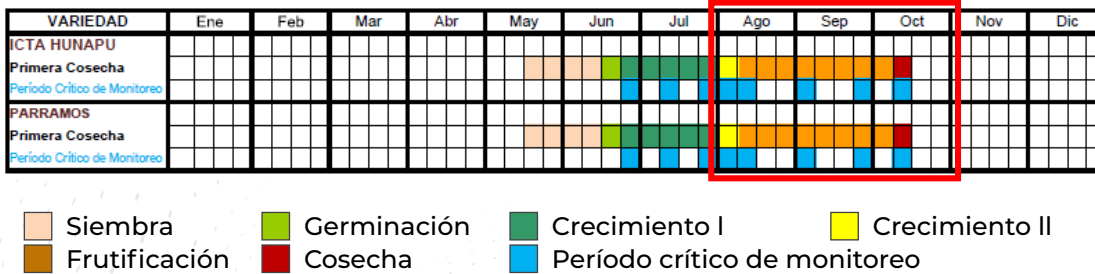 VARIEDAD Ene Feb Mar Abr May Jun Jul Ago Sep Oct Nov Dic
ICTA HUNAPU
Primera Cosecha
Período Crítico de Monitoreo
PARRAMOS
Primera Cosecha
Período Crítico de Monitoreo
Siembra Germinación Crecimiento l Crecimiento ll
Frutificación Cosecha Período crítico de monitoreo